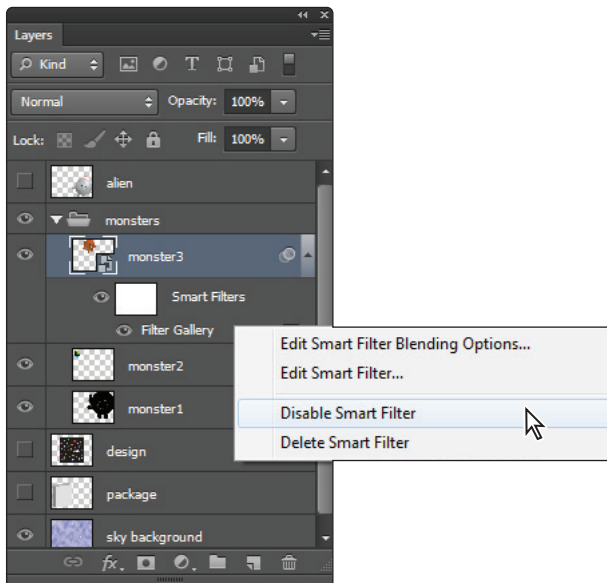 Layers
Kind
Normal Opacity: 100%
Lock: Fill: 100%
alien
monsters
monster3
Smart Filters
Filter Gallery
monster2
monster1
design
package
sky background
fx.
Edit Smart Filter Blending Options...
Edit Smart Filter...
Disable Smart Filter
Delete Smart Filter